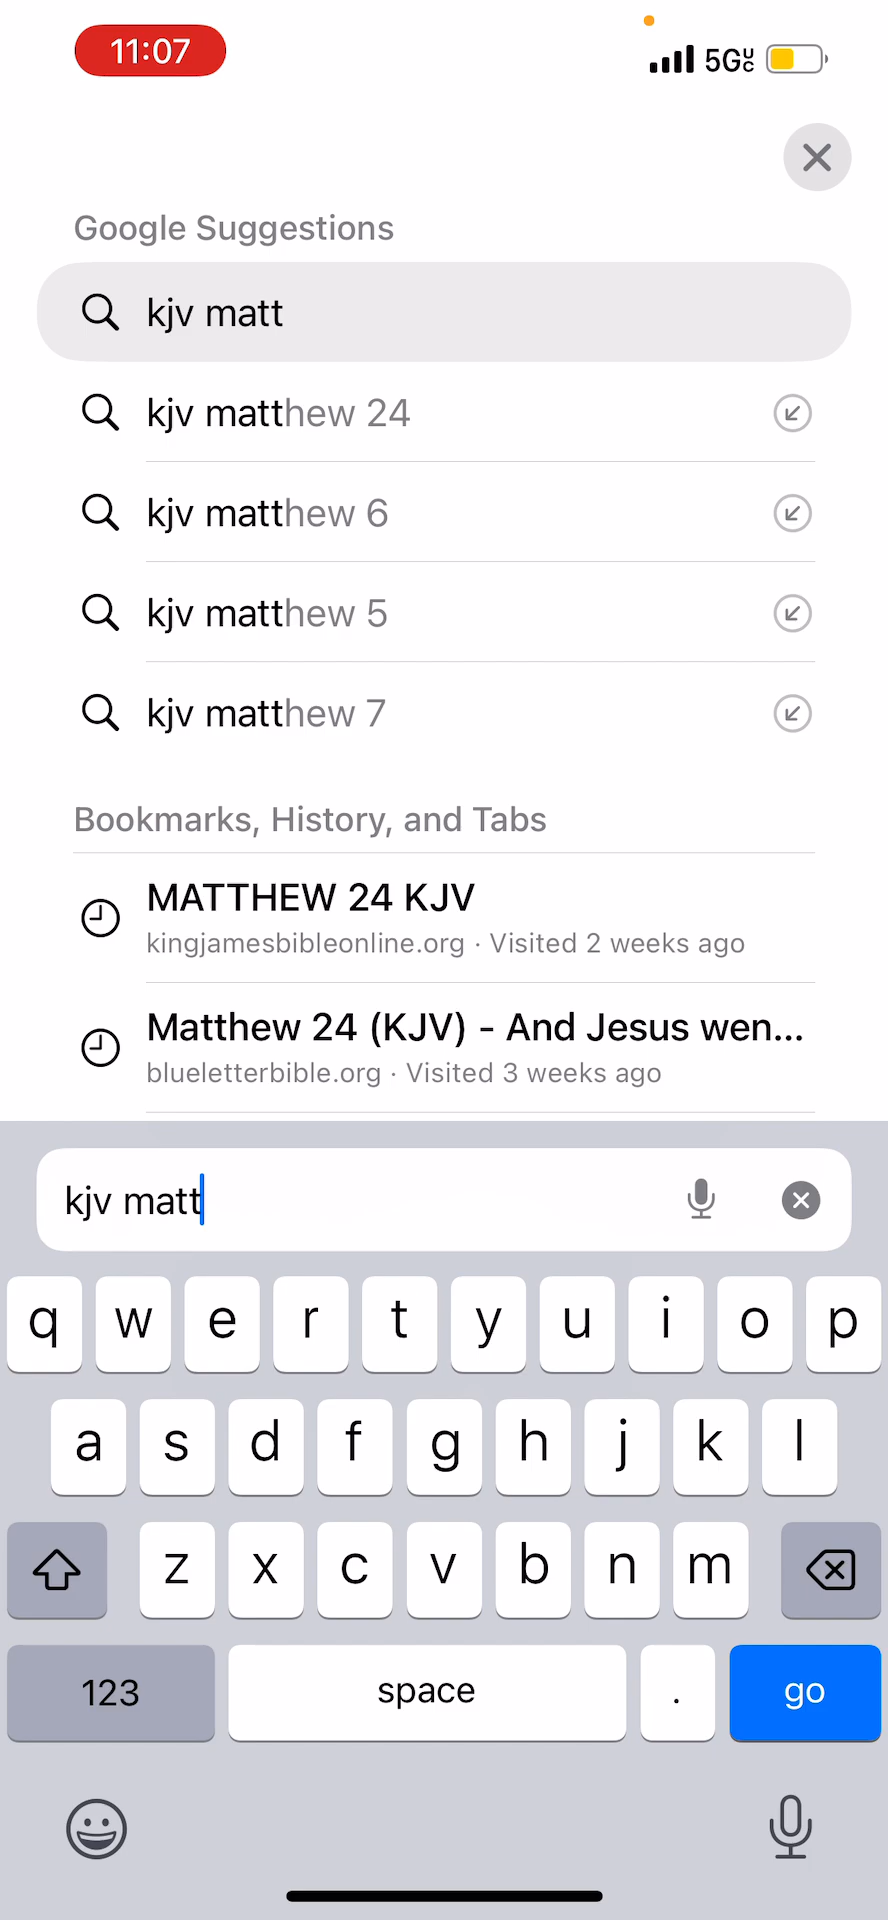 11:07
5GUC
Google Suggestions
kjv matt
kjv matthew 24
kjv matthew 6
kjv matthew 5
kjv matthew 7
Bookmarks, History, and Tabs
MATTHEW 24 KJV
kingjamesbibleonline.org · Visited 2 weeks ago
Matthew 24 (KJV) - And Jesus wen...
blueletterbible.org · Visited 3 weeks ago
kjv matt
q w e r t y u i o p
a s d f g h j k l
z x c v b n m
123 space . go